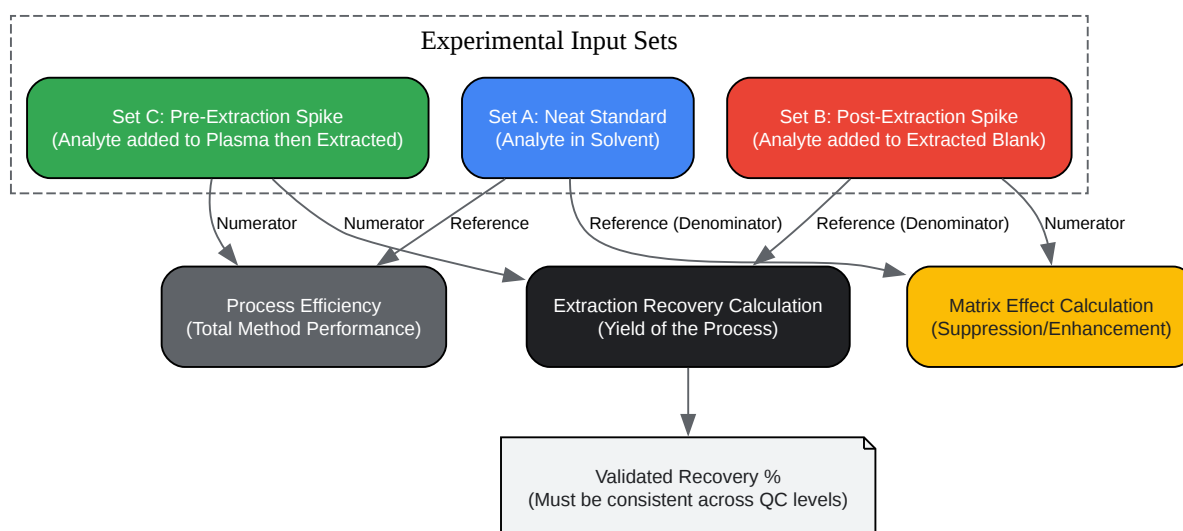 Experimental Input Sets
Set C: Pre-Extraction Spike
(Analyte added to Plasma then Extracted)
Set A: Neat Standard
(Analyte in Solvent)
Set B: Post-Extraction Spike
(Analyte added to Extracted Blank)
Numerator
Numerator
Reference
Reference (Denominator)
Reference (Denominator)
Numerator
Process Efficiency
(Total Method Performance)
Extraction Recovery Calculation
(Yield of the Process)
Matrix Effect Calculation
(Suppression/Enhancement)
Validated Recovery %
(Must be consistent across QC levels)